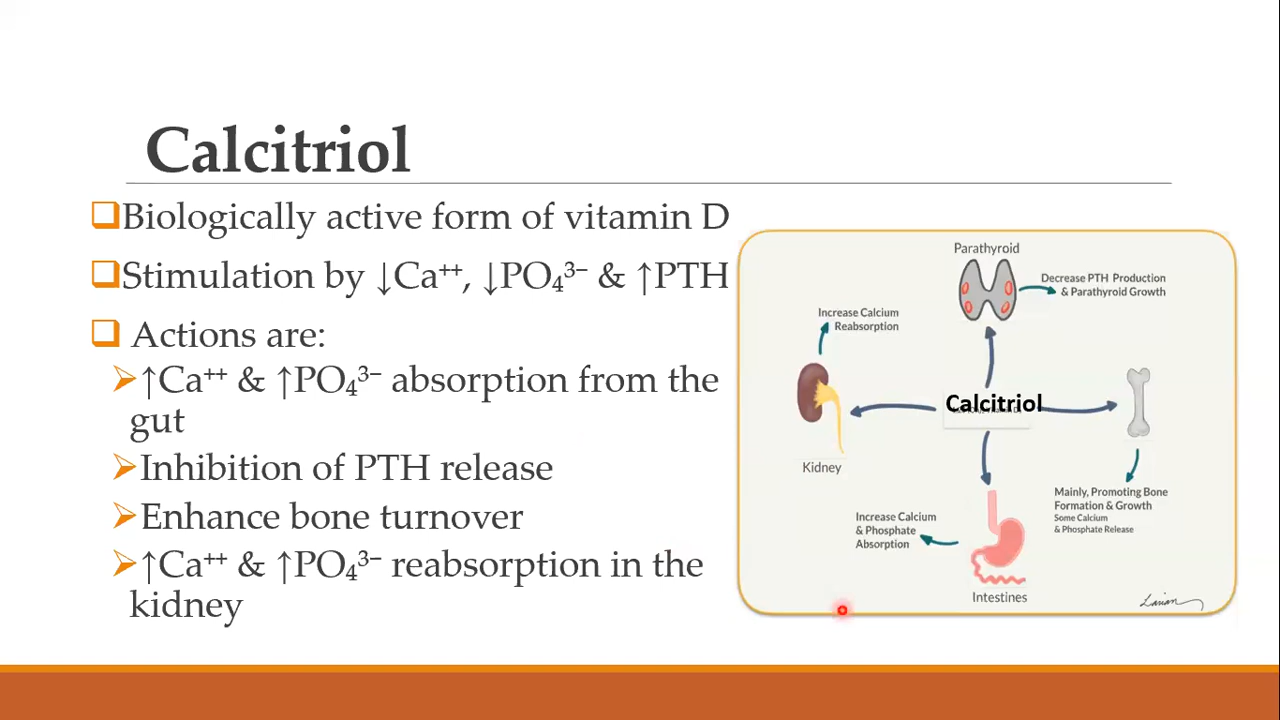 Calcitriol
Biologically active form of vitamin D
Stimulation by ↓Ca⁺⁺, ↓PO₄³⁻ & ↑PTH
Actions are:
↑Ca⁺⁺ & ↑PO₄³⁻ absorption from the
gut
Inhibition of PTH release
Enhance bone turnover
↑Ca⁺⁺ & ↑PO₄³⁻ reabsorption in the
kidney
Parathyroid
Decrease PTH Production
& Parathyroid Growth
Increase Calcium
Reabsorption
Calcitriol
Kidney
Mainly, Promoting Bone
Formation & Growth
Some Calcium
& Phosphate Release
Increase Calcium
& Phosphate
Absorption
Intestines